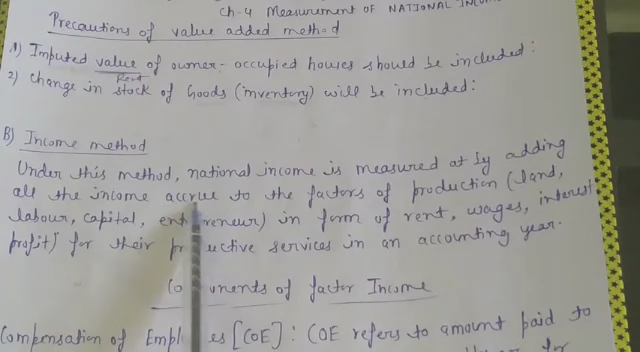 Ch-4 Measurement OF NATIONAL INCOM
Precautions of value added method
1) Imputed value of owner-occupied houses should be included:
Rent
2) Change in stock of Goods (inventory) will be included:
B) Income method
Under this method, national income is measured at by adding
all the income accrue to the factors of production (land,
labour, capital, entrepreneur) in form of rent, wages, interest
profit) for their productive services in an accounting year.
Components of factor Income
Compensation of Employees [COE]: COE refers to amount paid to
for